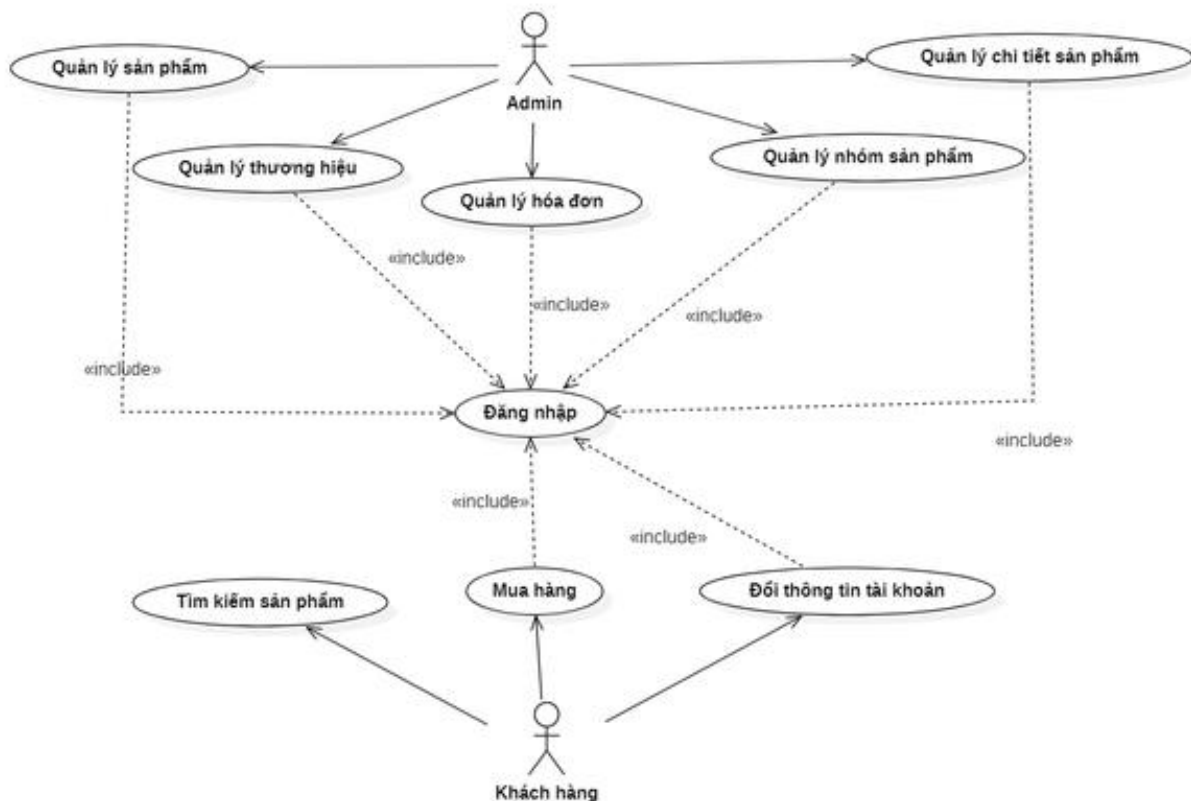 Quản lý sản phẩm
Quản lý chi tiết sản phẩm
Admin
Quản lý thương hiệu
Quản lý nhóm sản phẩm
Quản lý hóa đơn
«include»
«include»
«include»
«include»
Đăng nhập
«include»
«include»
«include»
Tìm kiếm sản phẩm
Mua hàng
Đổi thông tin tài khoản
Khách hàng